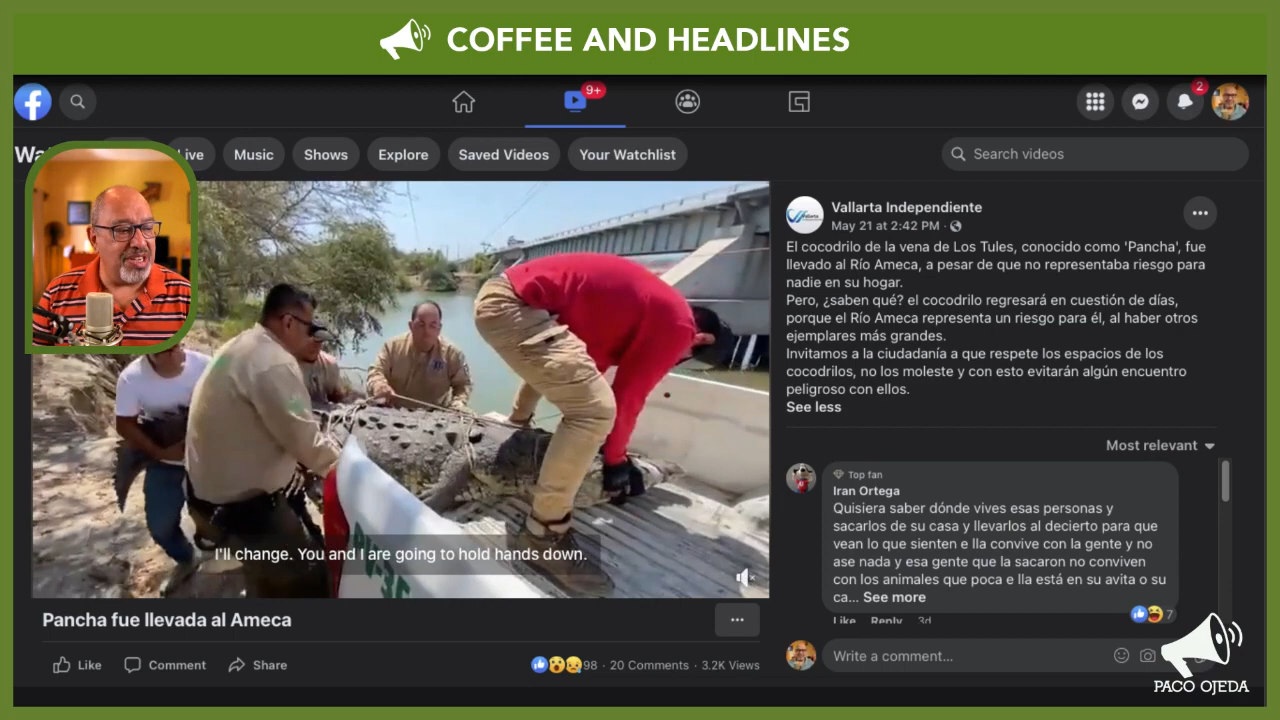 COFFEE AND HEADLINES
9+
2
Wa
Live
Music
Shows
Explore
Saved Videos
Your Watchlist
Search videos
Vallarta Independiente
May 21 at 2:42 PM ·
El cocodrilo de la vena de Los Tules, conocido como 'Pancha', fue
llevado al Río Ameca, a pesar de que no representaba riesgo para
nadie en su hogar.
Pero, ¿saben qué? el cocodrilo regresará en cuestión de días,
porque el Río Ameca representa un riesgo para él, al haber otros
ejemplares más grandes.
Invitamos a la ciudadanía a que respete los espacios de los
cocodrilos, no los moleste y con esto evitarán algún encuentro
peligroso con ellos.
See less
Most relevant
Top fan
Iran Ortega
Quisiera saber dónde vives esas personas y
sacarlos de su casa y llevarlos al decierto para que
vean lo que sienten e lla convive con la gente y no
ase nada y esa gente que la sacaron no conviven
con los animales que poca e lla está en su avita o su
ca... See more
7
Like Reply 3d
I'll change. You and I are going to hold hands down.
Pancha fue llevada al Ameca
Like
Comment
Share
98 · 20 Comments · 3.2K Views
Write a comment...
PACO OJEDA